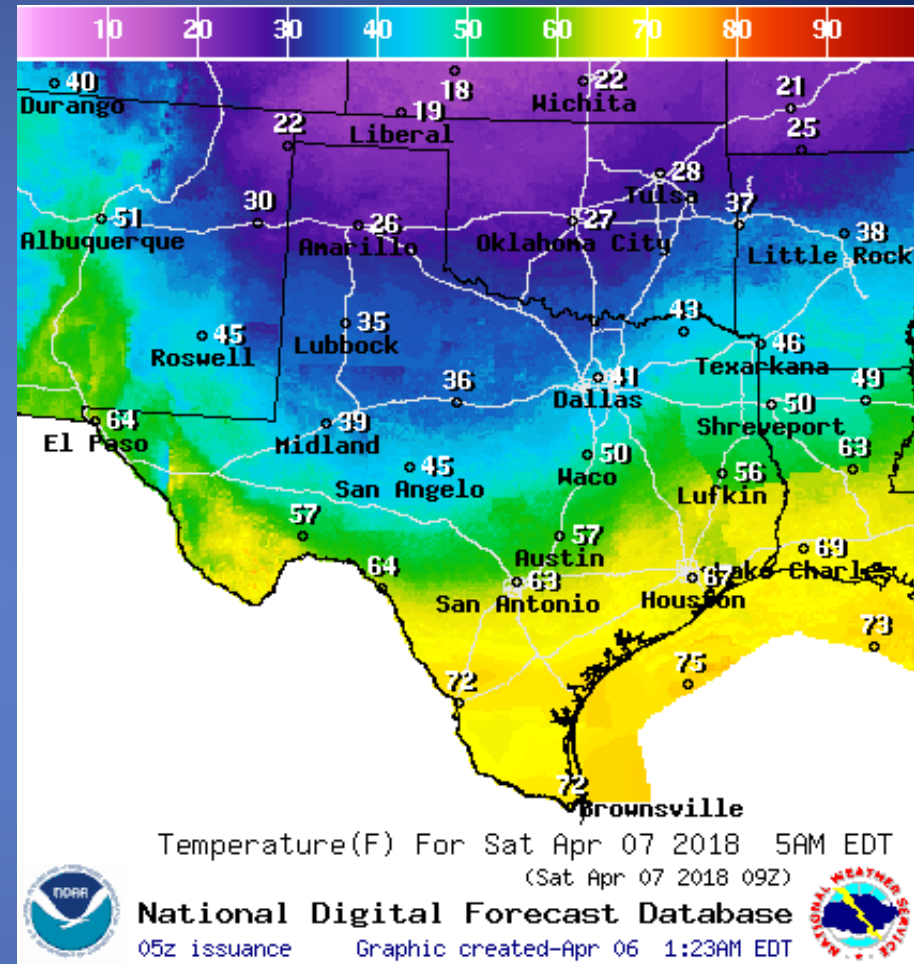 10 20 30 40 50 60 70 80 90
18
40
22
21
Durango
Wichita
19
Liberal
22
25
28
Tulsa
30
37
51
26
27
38
Albuquerque
Amarillo
Oklahoma City
Little Rock
43
35
45
Lubbock
46
Roswell
Texarkana
41
36
49
Dallas
50
64
39
Shreveport
El Paso
Midland
50
63
45
Waco
56
San Angelo
Lufkin
57
57
69
Austin
64
Lake Charles
63
67
San Antonio
Houston
73
72
75
72
Brownsville
Temperature(F) For Sat Apr 07 2018 5AM EDT
(Sat Apr 07 2018 09Z)
NOAA
National Digital Forecast Database
05z issuance Graphic created-Apr 06 1:23AM EDT
NATIONAL WEATHER SERVICE